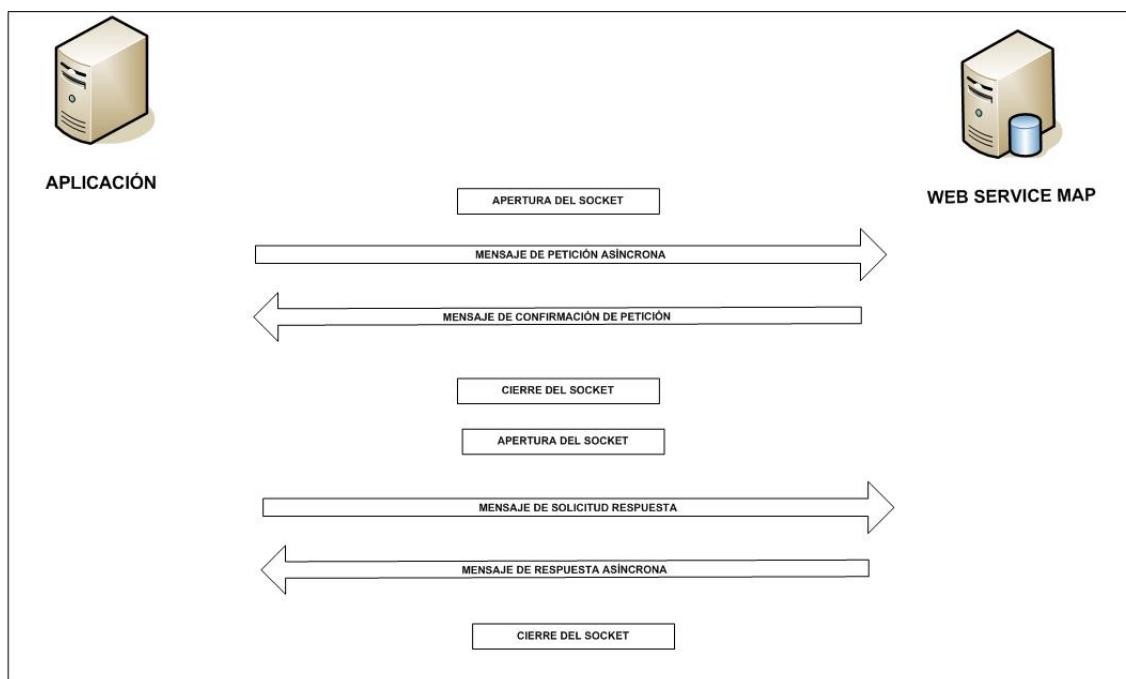 APLICACIÓN
WEB SERVICE MAP
APERTURA DEL SOCKET
MENSAJE DE PETICIÓN ASÍNCRONA
MENSAJE DE CONFIRMACIÓN DE PETICIÓN
CIERRE DEL SOCKET
APERTURA DEL SOCKET
MENSAJE DE SOLICITUD RESPUESTA
MENSAJE DE RESPUESTA ASÍNCRONA
CIERRE DEL SOCKET